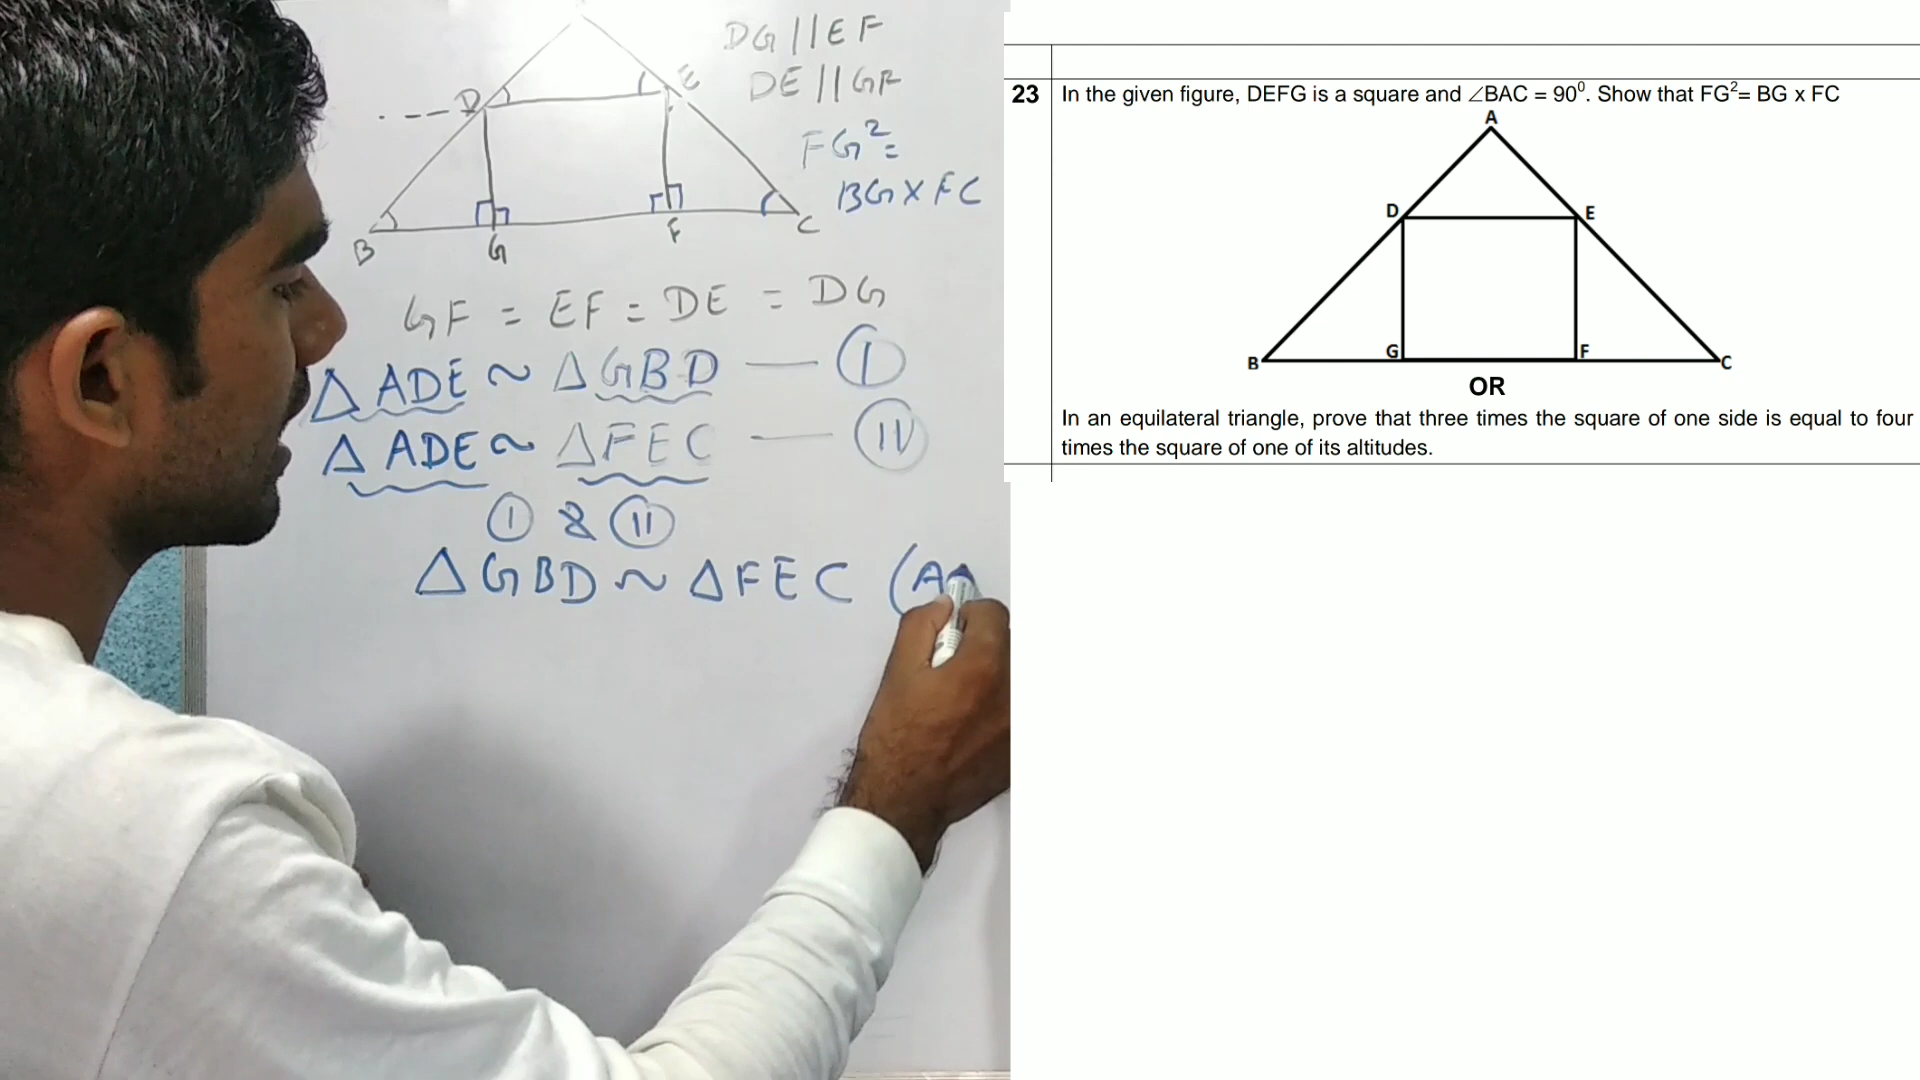 D
E
B
G
F
C
DG || EF
DE || GF
FG² =
BG X FC
GF = EF = DE = DG
Δ ADE ~ Δ GBD — I
Δ ADE ~ Δ FEC — II
I & II
Δ GBD ~ Δ FEC (AA
23 In the given figure, DEFG is a square and ∠BAC = 90⁰. Show that FG²= BG x FC
A
D E
B G F C
OR
In an equilateral triangle, prove that three times the square of one side is equal to four
times the square of one of its altitudes.